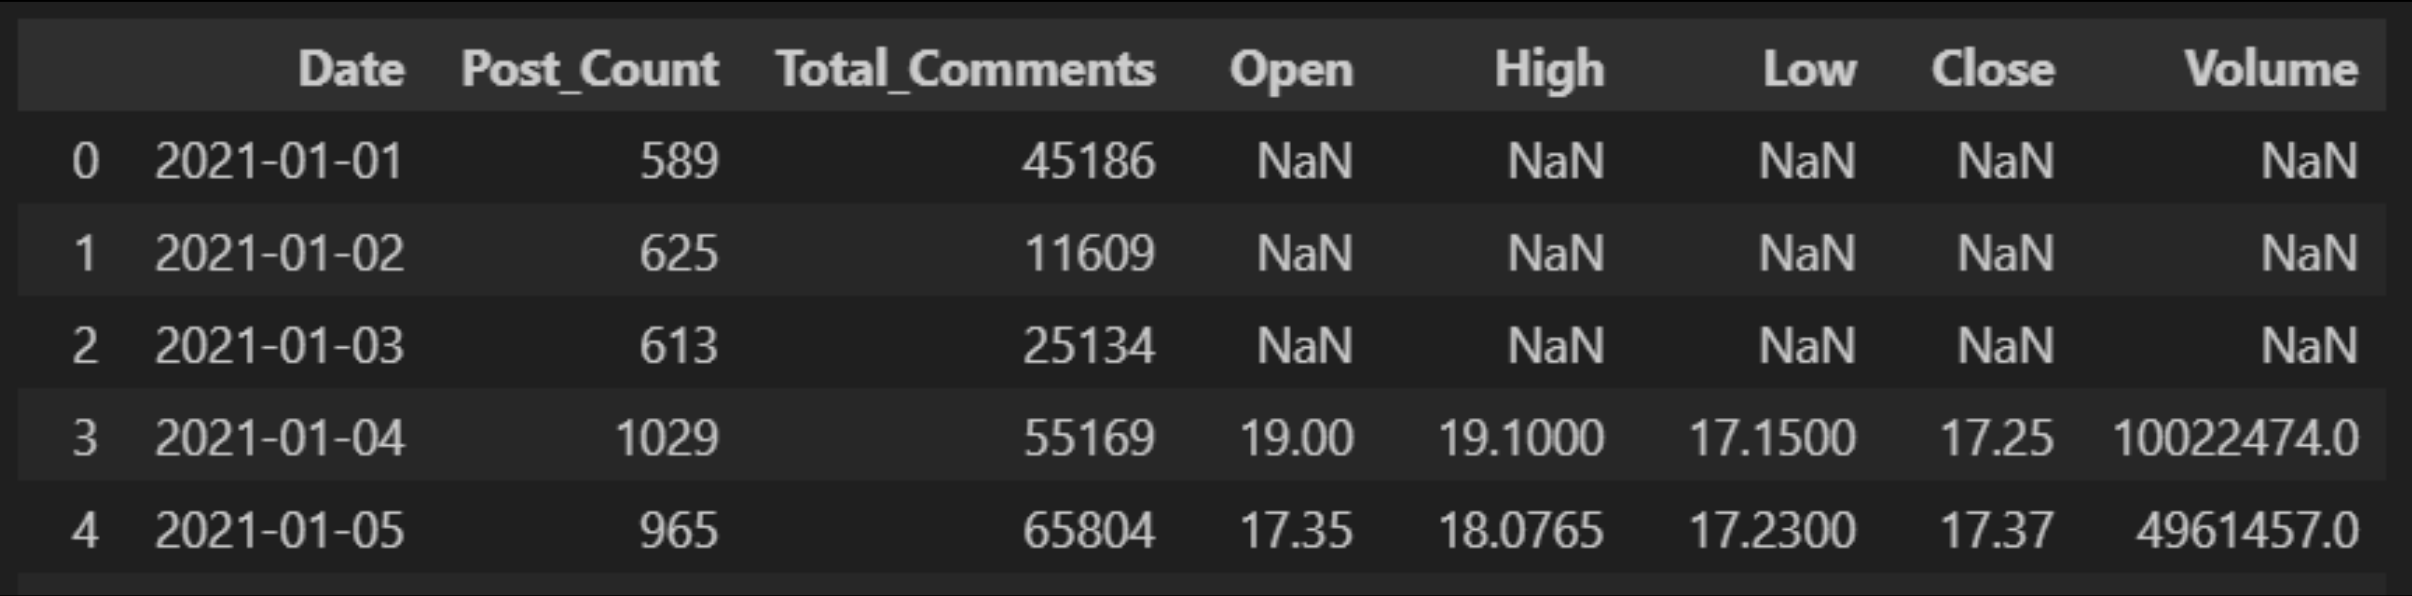 Date Post_Count Total_Comments Open High Low Close Volume
0 2021-01-01 589 45186 NaN NaN NaN NaN NaN
1 2021-01-02 625 11609 NaN NaN NaN NaN NaN
2 2021-01-03 613 25134 NaN NaN NaN NaN NaN
3 2021-01-04 1029 55169 19.00 19.1000 17.1500 17.25 10022474.0
4 2021-01-05 965 65804 17.35 18.0765 17.2300 17.37 4961457.0